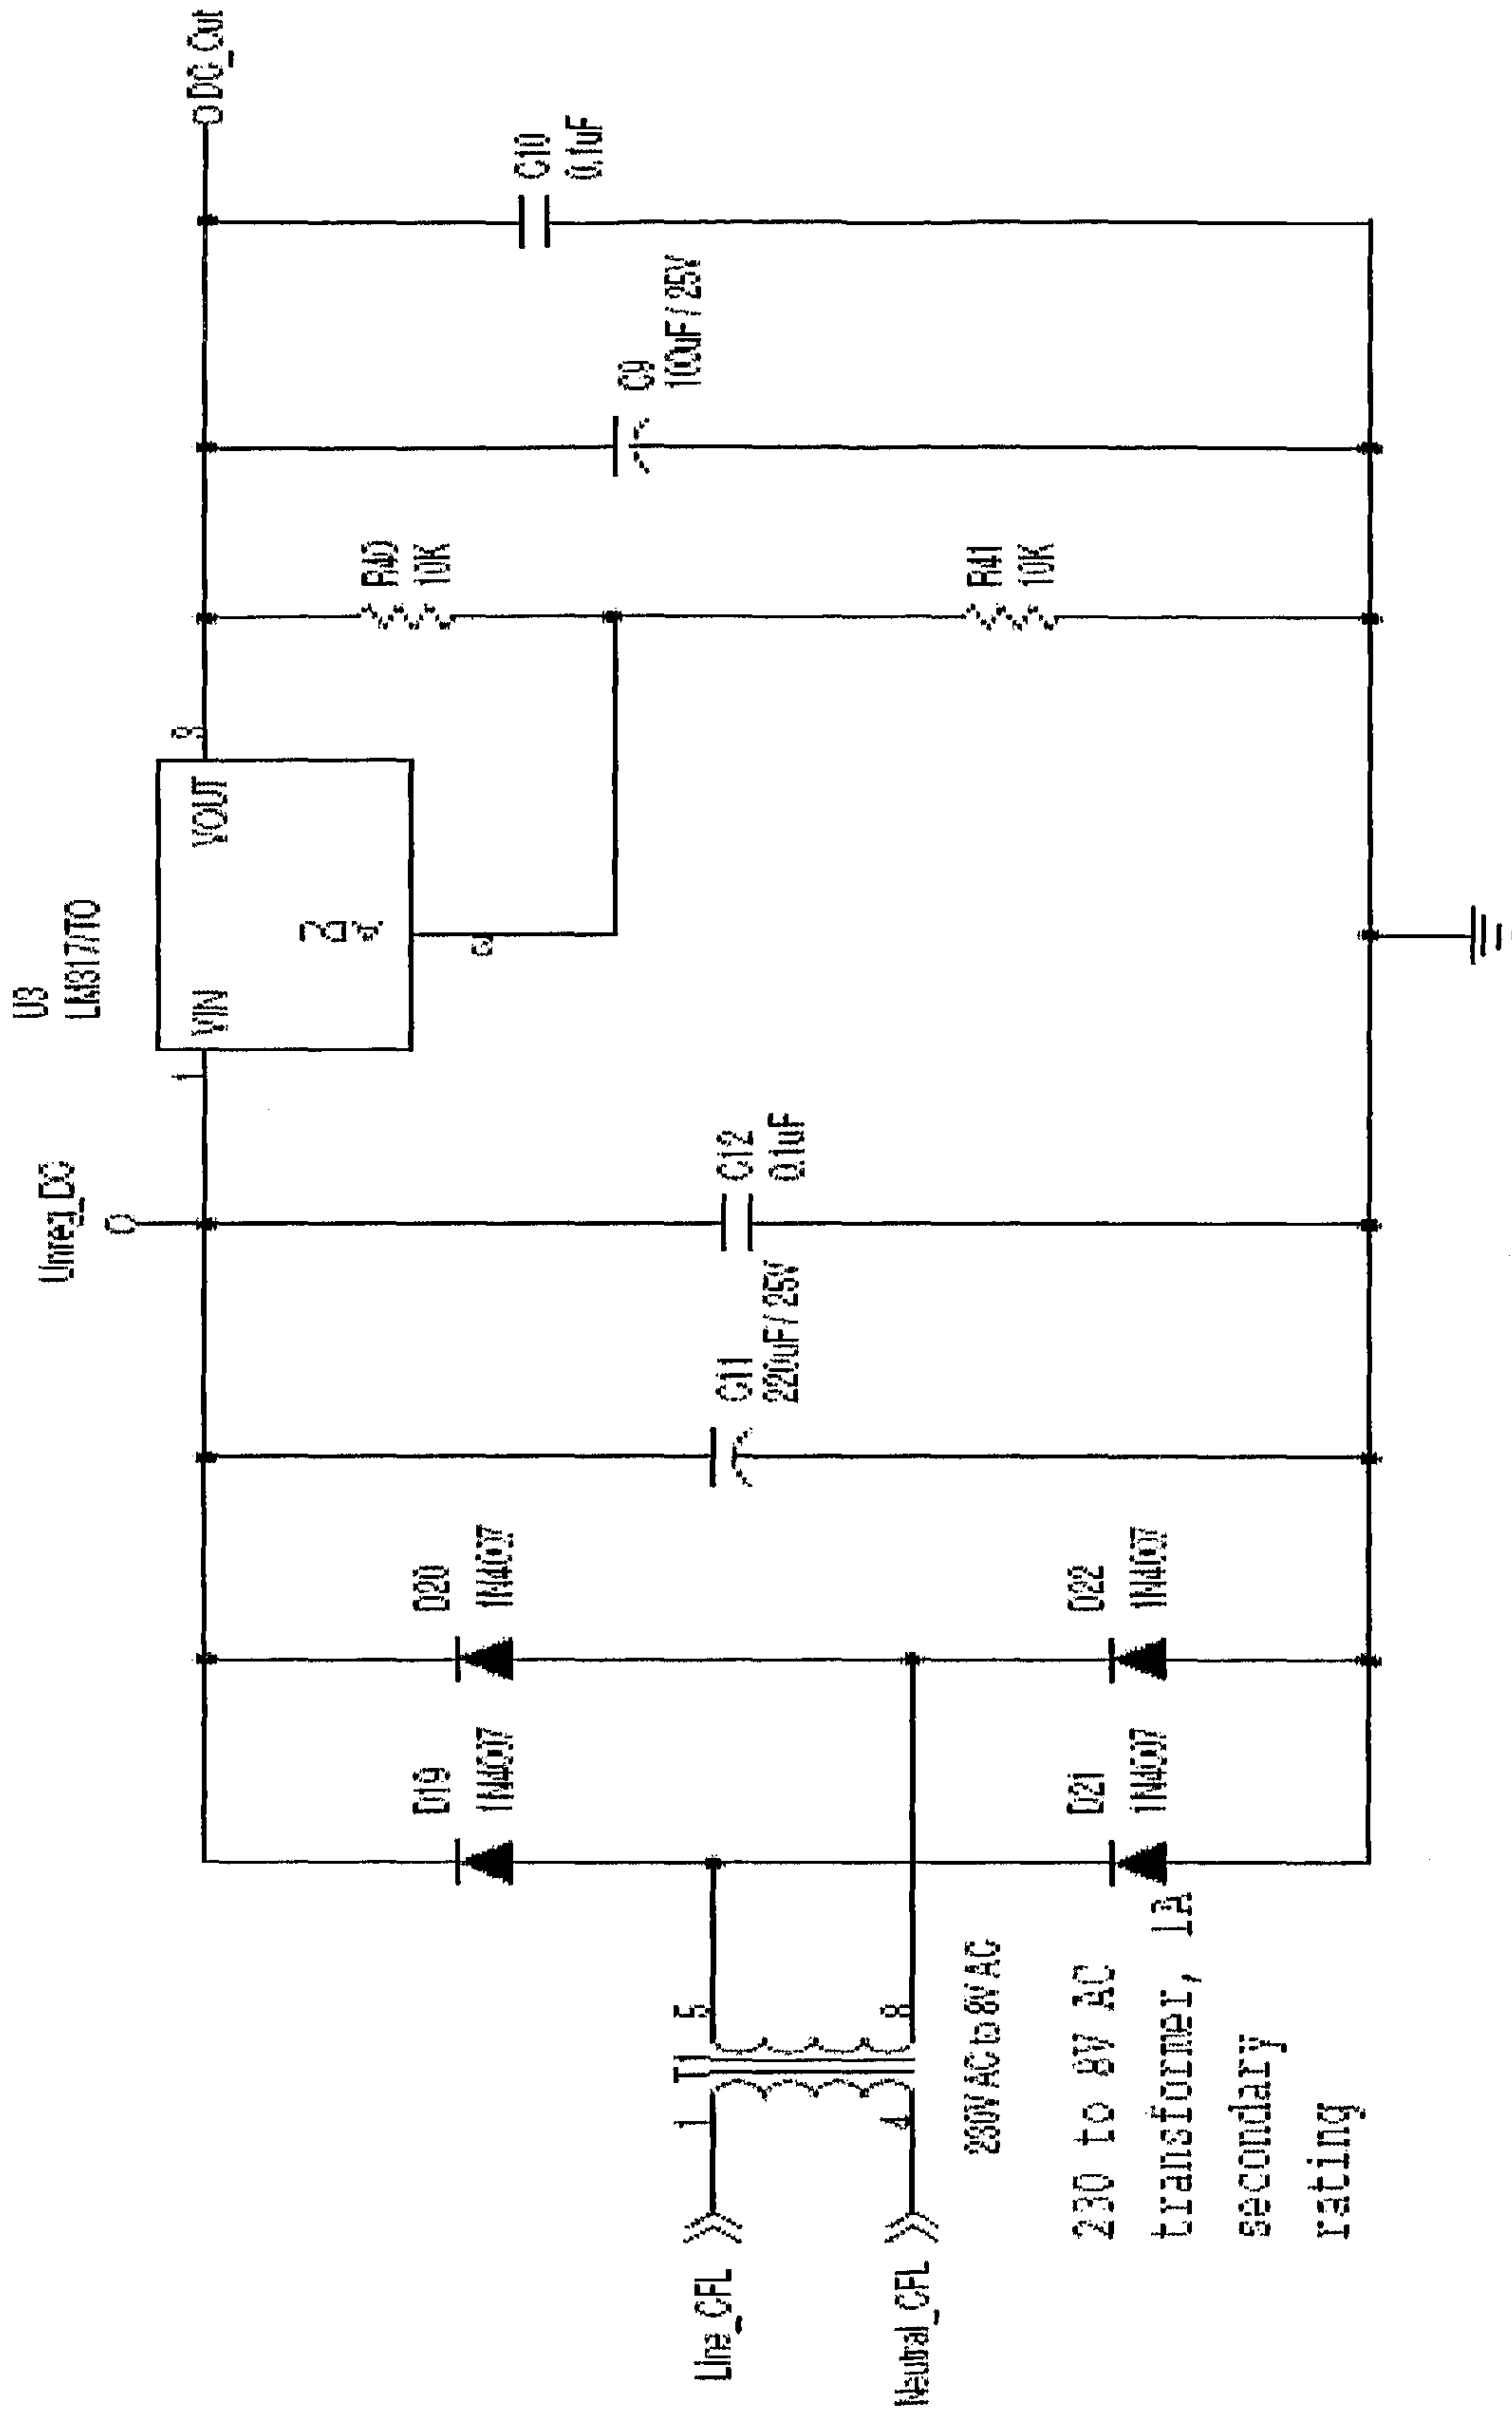 U3
LM317/TO
Unreg_DC
1
VIN
VOUT
3
DC_Out
2
R40
10K
R41
10K
C9
100uF / 25V
C10
0.1uF
C12
0.1uF
C11
220uF / 25V
D19
1N4007
D20
1N4007
D21
1N4007
D22
1N4007
T1
1
5
4
8
Line_CFL
Neutral_CFL
230V AC to 8V AC
230 to 8V AC
transformer, 1A
secondary
rating